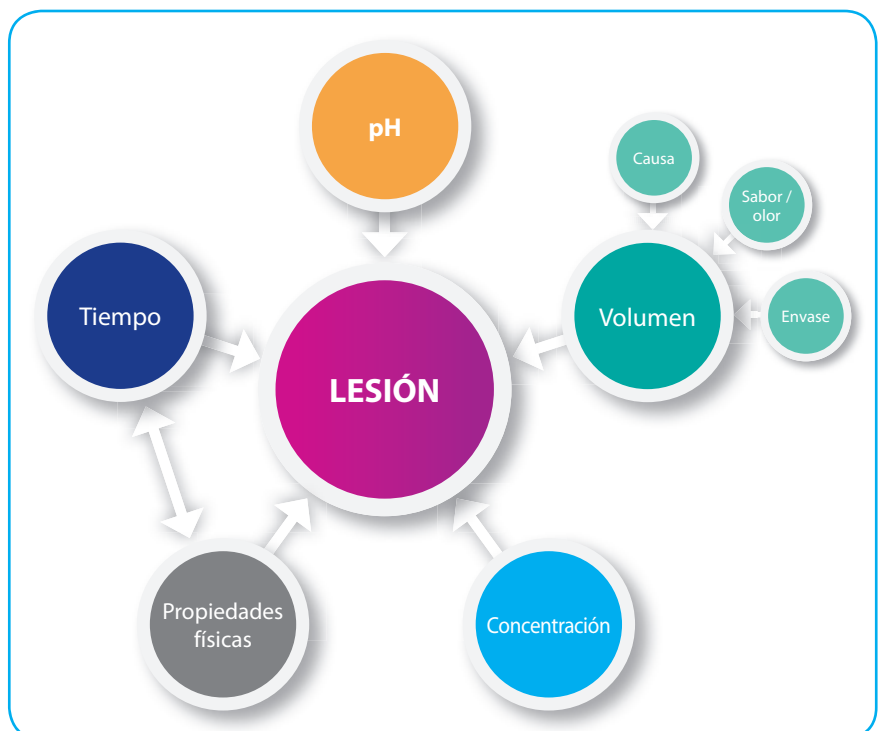 pH
Causa
Sabor /
olor
Tiempo
Volumen
Envase
LESIÓN
Propiedades
físicas
Concentración